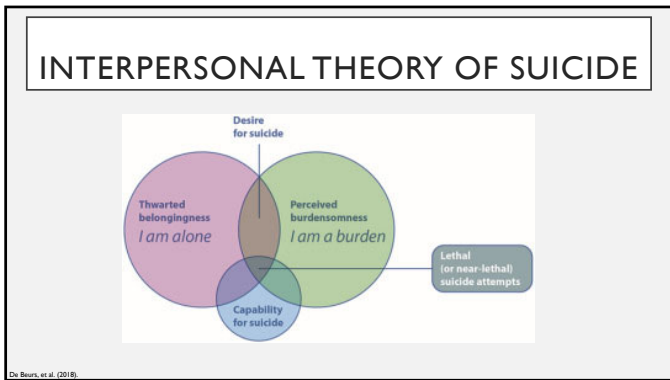 INTERPERSONAL THEORY OF SUICIDE
Desire
for suicide
Thwarted
belongingness
I am alone
Perceived
burdensomness
I am a burden
Lethal
(or near-lethal)
suicide attempts
Capability
for suicide
De Beurs, et al. (2018).